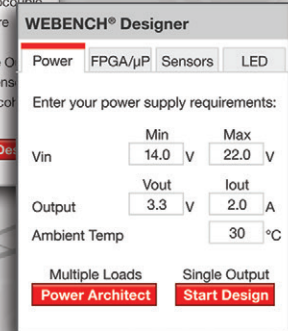 WEBENCH® Designer
Power FPGA/µP Sensors LED
Enter your power supply requirements:
Min Max
Vin 14.0 V 22.0 V
Vout Iout
Output 3.3 V 2.0 A
Ambient Temp 30 °C
Multiple Loads Single Output
Power Architect Start Design